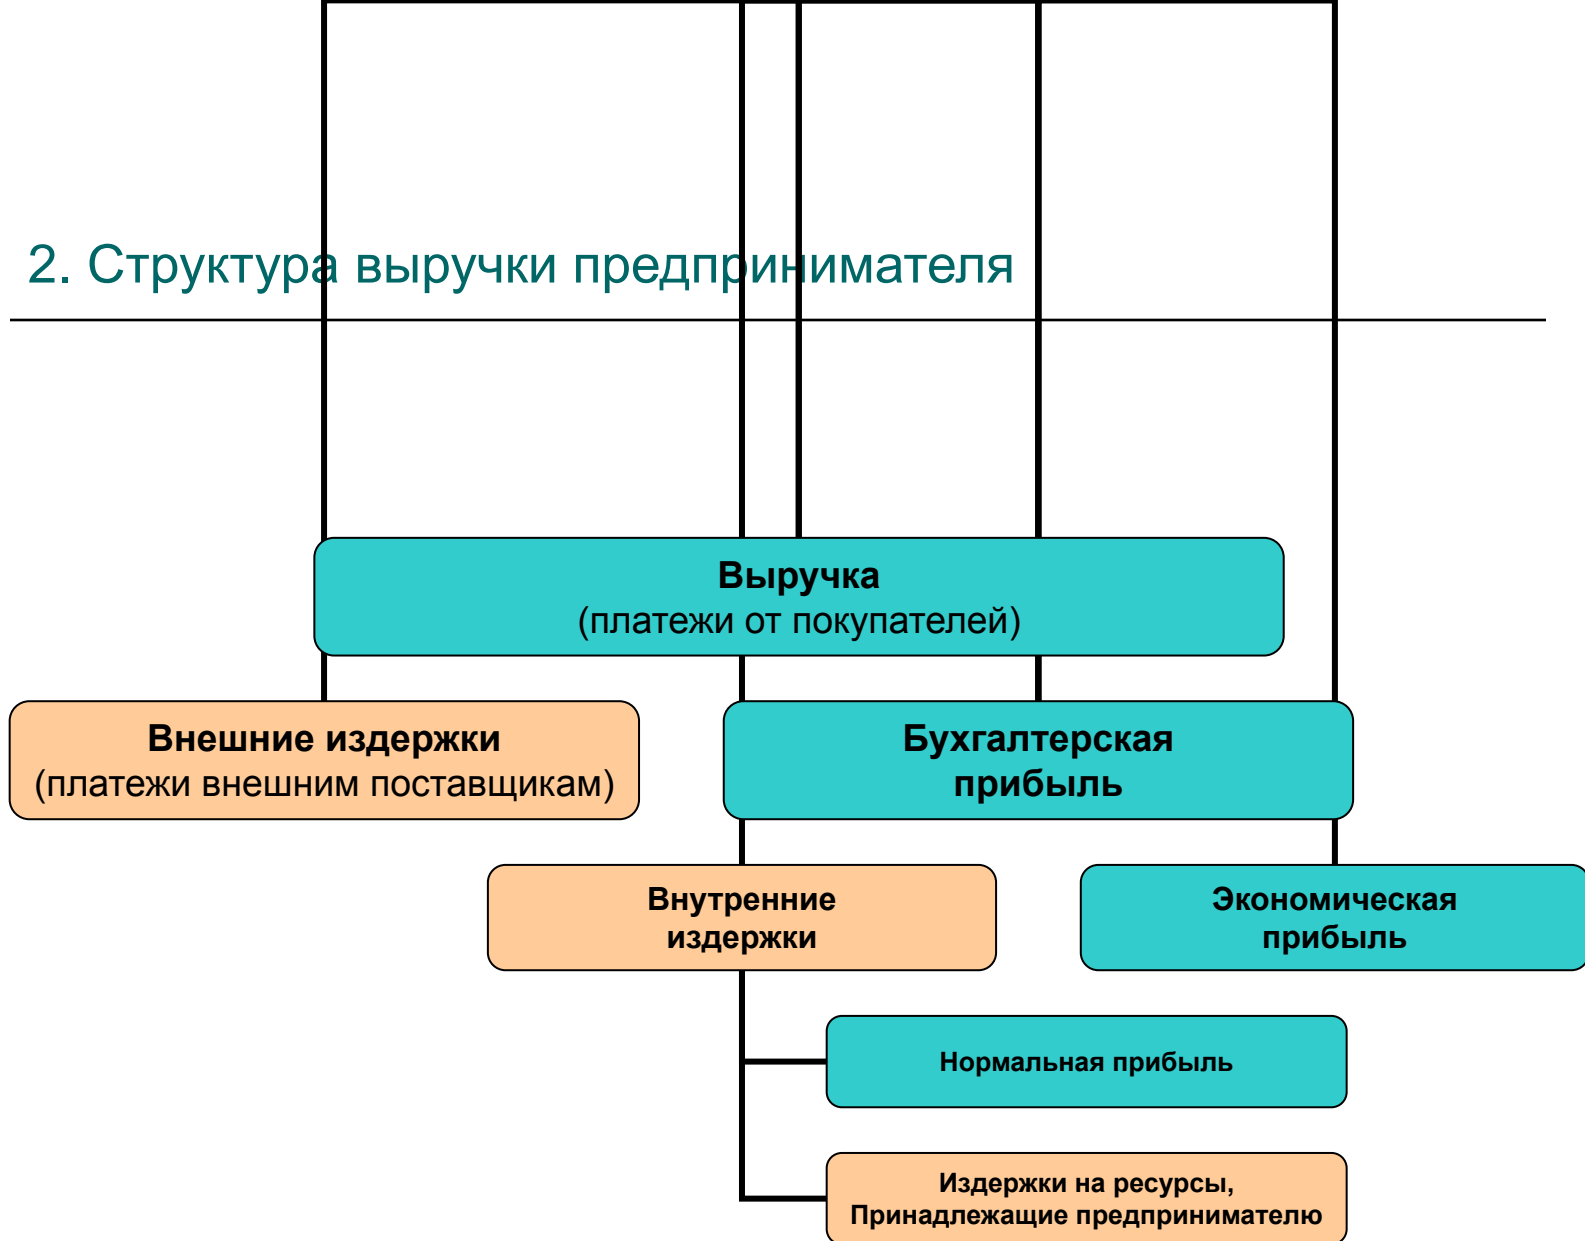 2. Структура выручки предпринимателя
Выручка
(платежи от покупателей)
Внешние издержки
(платежи внешним поставщикам)
Бухгалтерская
прибыль
Внутренние
издержки
Экономическая
прибыль
Нормальная прибыль
Издержки на ресурсы,
Принадлежащие предпринимателю